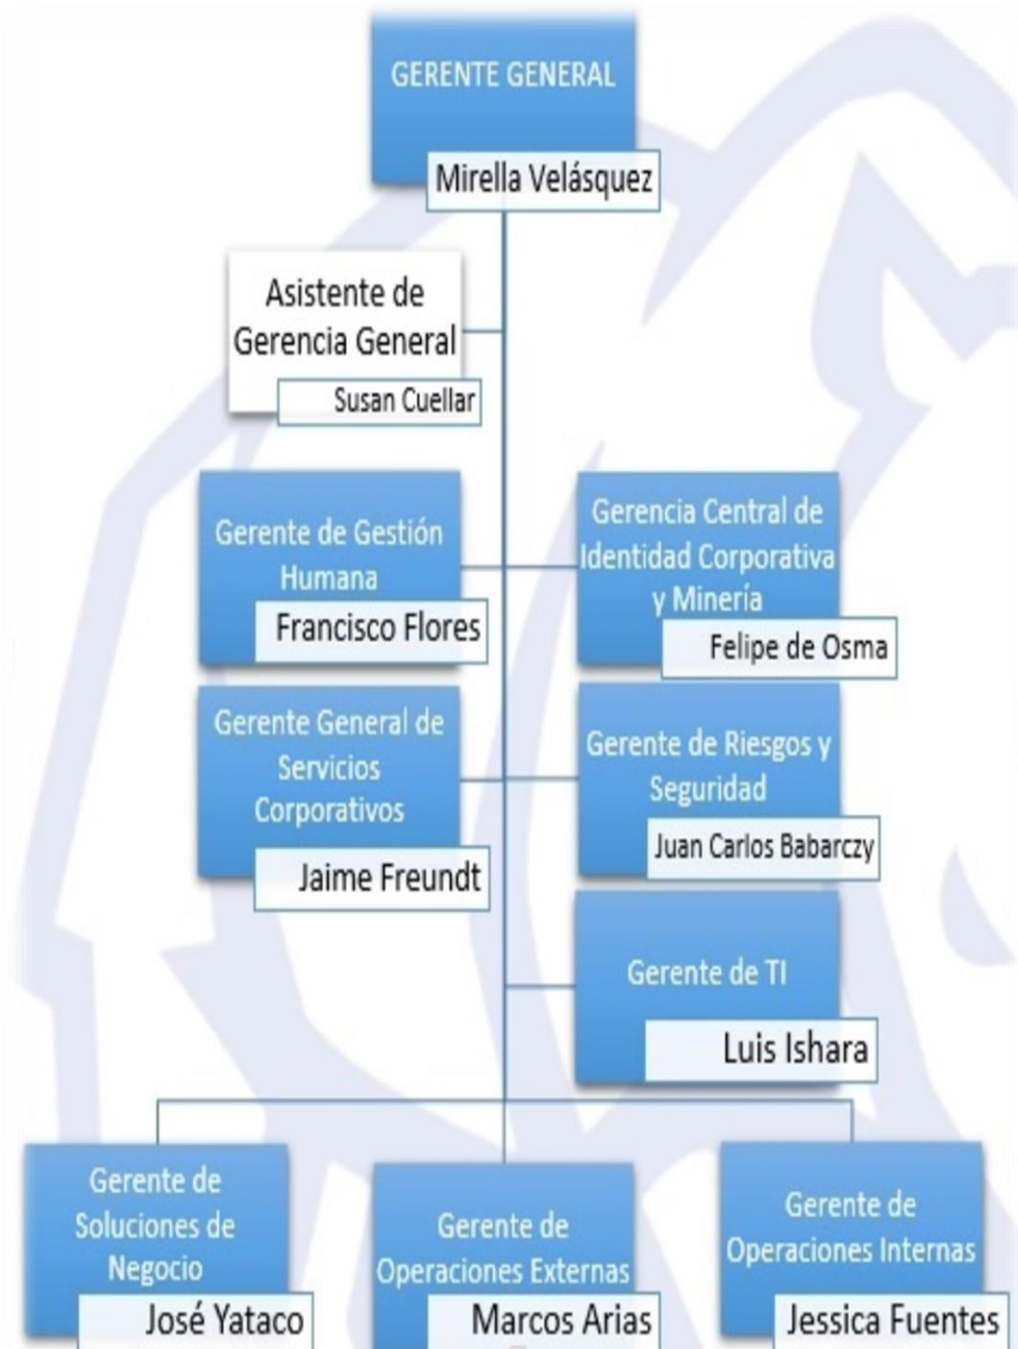 GERENTE GENERAL
Mirella Velásquez
Asistente de
Gerencia General
Susan Cuellar
Gerente de Gestión
Humana
Francisco Flores
Gerencia Central de
Identidad Corporativa
y Minería
Felipe de Osma
Gerente General de
Servicios
Corporativos
Jaime Freundt
Gerente de Riesgos y
Seguridad
Juan Carlos Babarczy
Gerente de TI
Luis Ishara
Gerente de
Soluciones de
Negocio
José Yataco
Gerente de
Operaciones Externas
Marcos Arias
Gerente de
Operaciones Internas
Jessica Fuentes